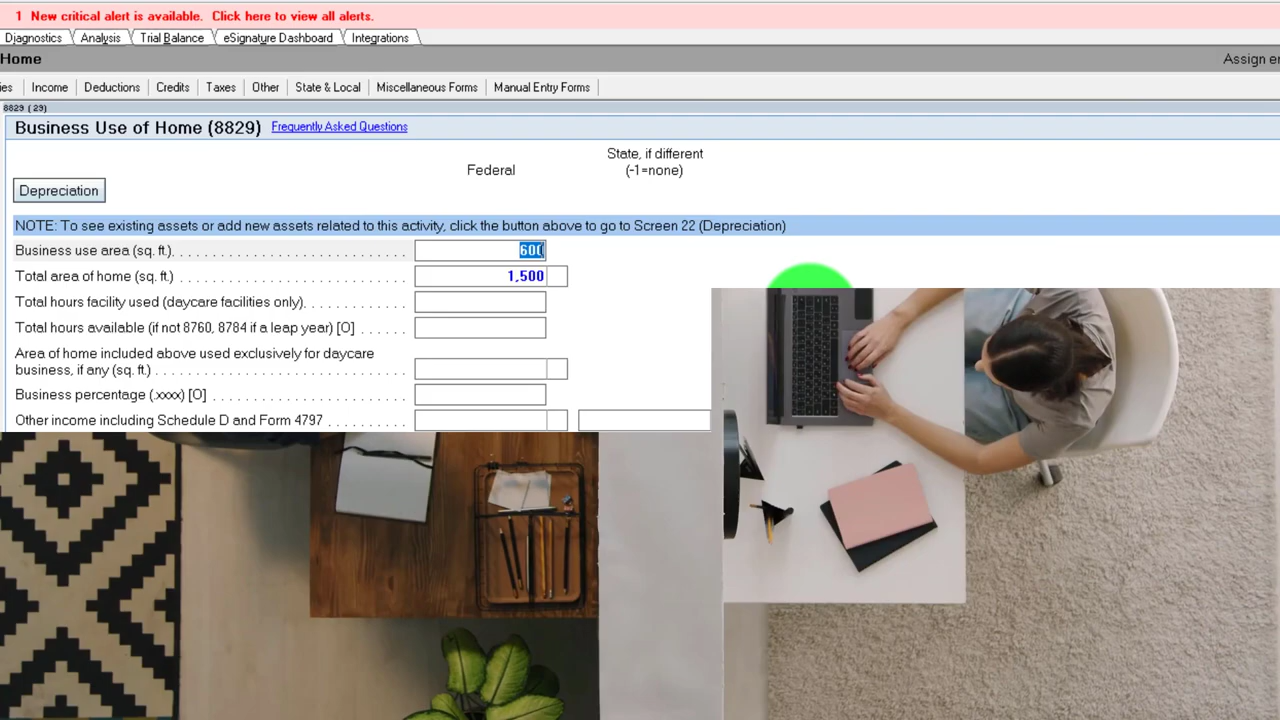 1 New critical alert is available. Click here to view all alerts.
Diagnostics Analysis Trial Balance eSignature Dashboard Integrations
Home Assign
Income Deductions Credits Taxes Other State & Local Miscellaneous Forms Manual Entry Forms
8829 (29)
Business Use of Home (8829) Frequently Asked Questions
State, if different
Federal (-1=none)
Depreciation
NOTE: To see existing assets or add new assets related to this activity, click the button above to go to Screen 22 (Depreciation)
Business use area (sq. ft.). 600
Total area of home (sq. ft.) 1,500
Total hours facility used (daycare facilities only).
Total hours available (if not 8760, 8784 if a leap year) [O]
Area of home included above used exclusively for daycare
business, if any (sq. ft.)
Business percentage (.xxxx) [O]
Other income including Schedule D and Form 4797